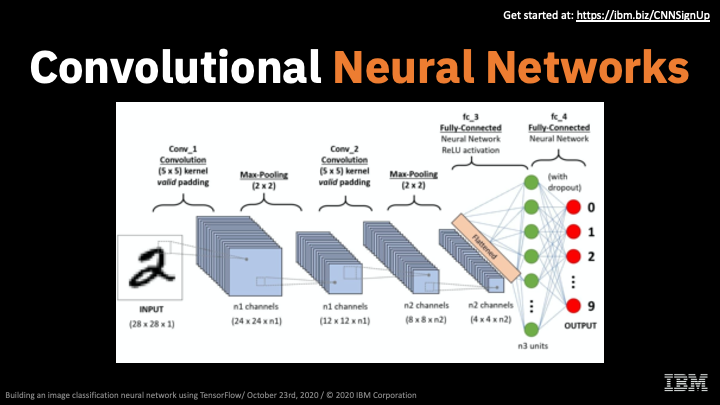 Get started at: https://ibm.biz/CNNSignUp
Convolutional Neural Networks
fc_3
Fully-Connected
Neural Network
ReLU activation
fc_4
Fully-Connected
Neural Network
Conv_1
Convolution
(5 x 5) kernel
valid padding
Max-Pooling
(2 x 2)
Conv_2
Convolution
(5 x 5) kernel
valid padding
Max-Pooling
(2 x 2)
(with
dropout)
2
Flattened
0
1
2
9
INPUT
(28 x 28 x 1)
n1 channels
(24 x 24 x n1)
n1 channels
(12 x 12 x n1)
n2 channels
(8 x 8 x n2)
n2 channels
(4 x 4 x n2)
OUTPUT
n3 units
IBM
Building an image classification neural network using TensorFlow/ October 23rd, 2020 / © 2020 IBM Corporation